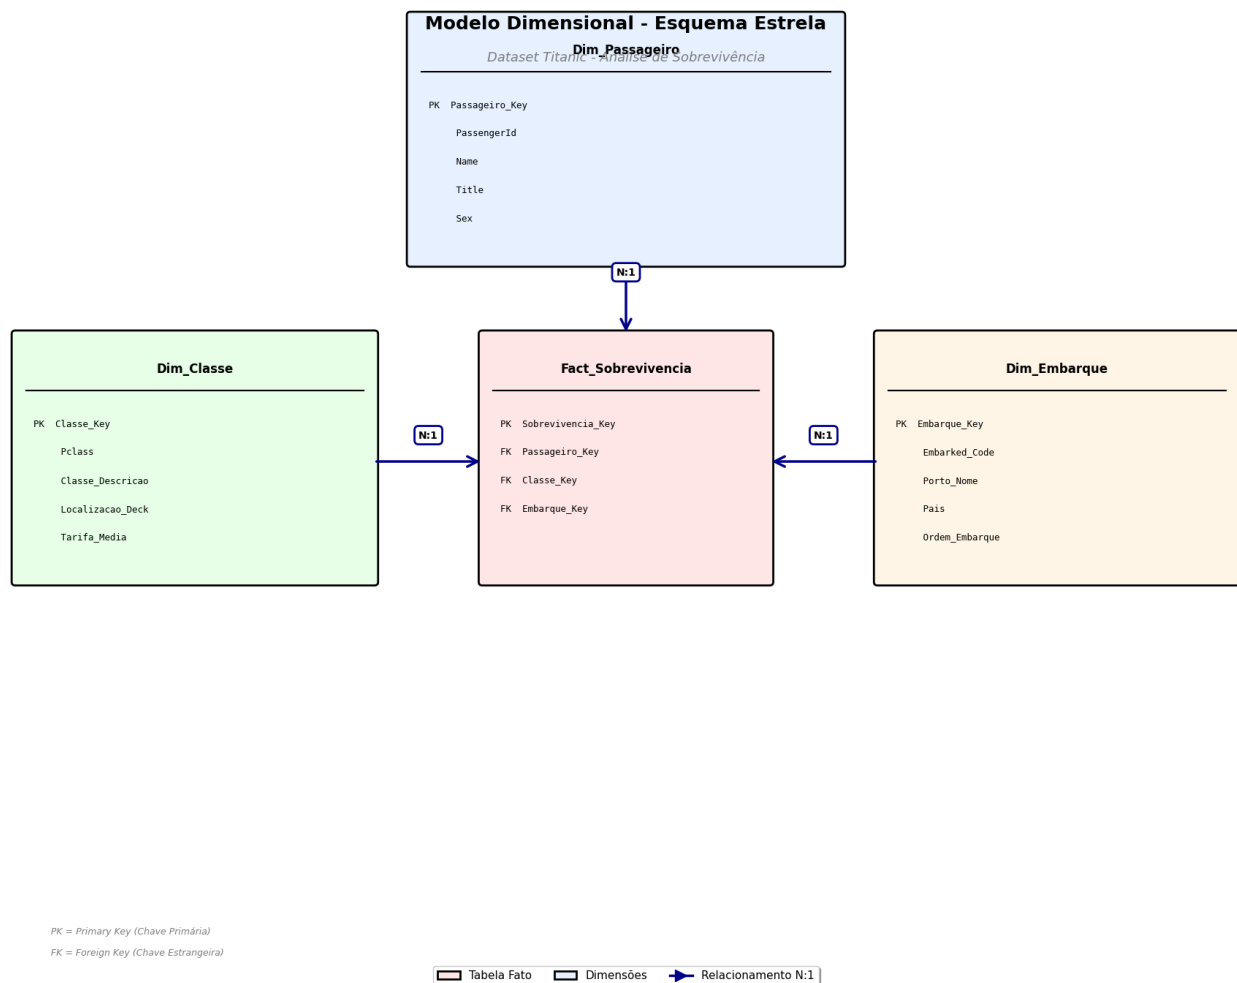 Modelo Dimensional - Esquema Estrela
Dim_Passageiro
Dataset Titanic - Análise de Sobrevivência
PK Passageiro_Key
PassengerId
Name
Title
Sex
N:1
Dim_Classe
PK Classe_Key
Pclass
Classe_Descricao
Localizacao_Deck
Tarifa_Media
N:1
Fact_Sobrevivencia
PK Sobrevivencia_Key
FK Passageiro_Key
FK Classe_Key
FK Embarque_Key
N:1
Dim_Embarque
PK Embarque_Key
Embarked_Code
Porto_Nome
Pais
Ordem_Embarque
PK = Primary Key (Chave Primária)
FK = Foreign Key (Chave Estrangeira)
Tabela Fato
Dimensões
Relacionamento N:1